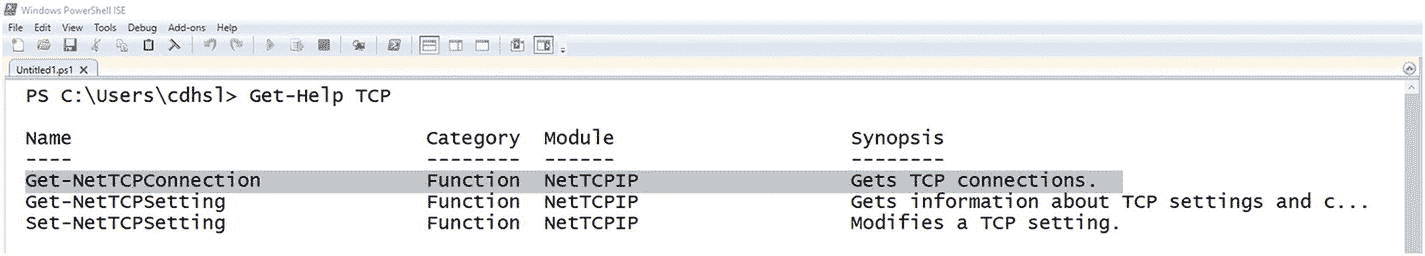 Windows PowerShell ISE
File Edit View Tools Debug Add-ons Help
Untitled1.ps1 X
PS C:\Users\cdhsl> Get-Help TCP
Name Category Module Synopsis
---- -------- ------ --------
Get-NetTCPConnection Function NetTCPIP Gets TCP connections.
Get-NetTCPSetting Function NetTCPIP Gets information about TCP settings and c...
Set-NetTCPSetting Function NetTCPIP Modifies a TCP setting.